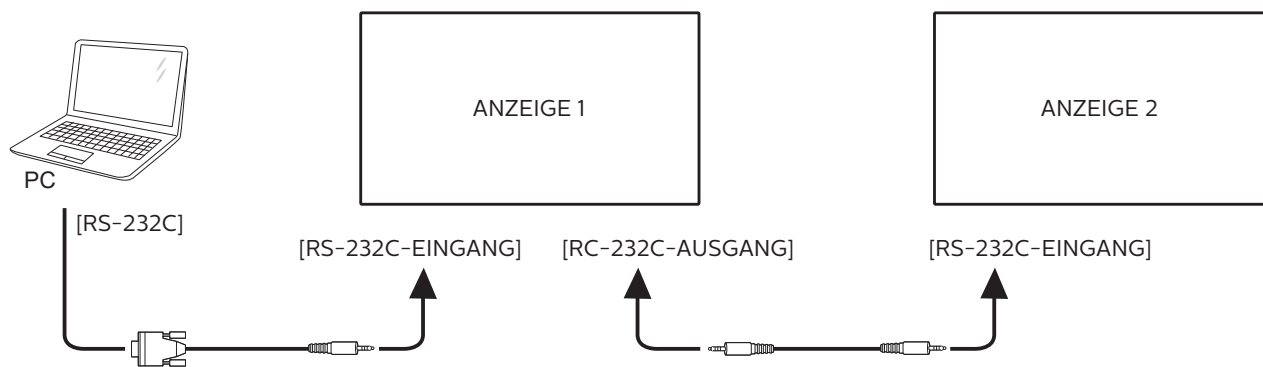 ANZEIGE 1
ANZEIGE 2
PC
[RS-232C]
[RS-232C-EINGANG]
[RC-232C-AUSGANG]
[RS-232C-EINGANG]